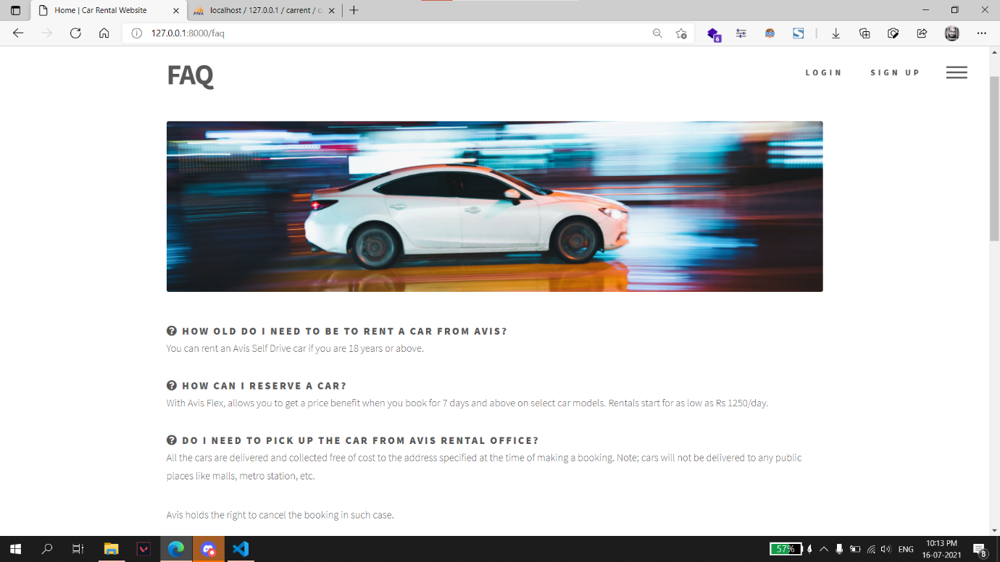 Home | Car Rental Website
localhost / 127.0.0.1 / carrent / c
127.0.0.1:8000/faq
6
FAQ
LOGIN
SIGN UP
HOW OLD DO I NEED TO BE TO RENT A CAR FROM AVIS?
You can rent an Avis Self Drive car if you are 18 years or above.
HOW CAN I RESERVE A CAR?
With Avis Flex, allows you to get a price benefit when you book for 7 days and above on select car models. Rentals start for as low as Rs 1250/day.
DO I NEED TO PICK UP THE CAR FROM AVIS RENTAL OFFICE?
All the cars are delivered and collected free of cost to the address specified at the time of making a booking. Note; cars will not be delivered to any public
places like malls, metro station, etc.
Avis holds the right to cancel the booking in such case.
57%
ENG
10:13 PM
16-07-2021
8